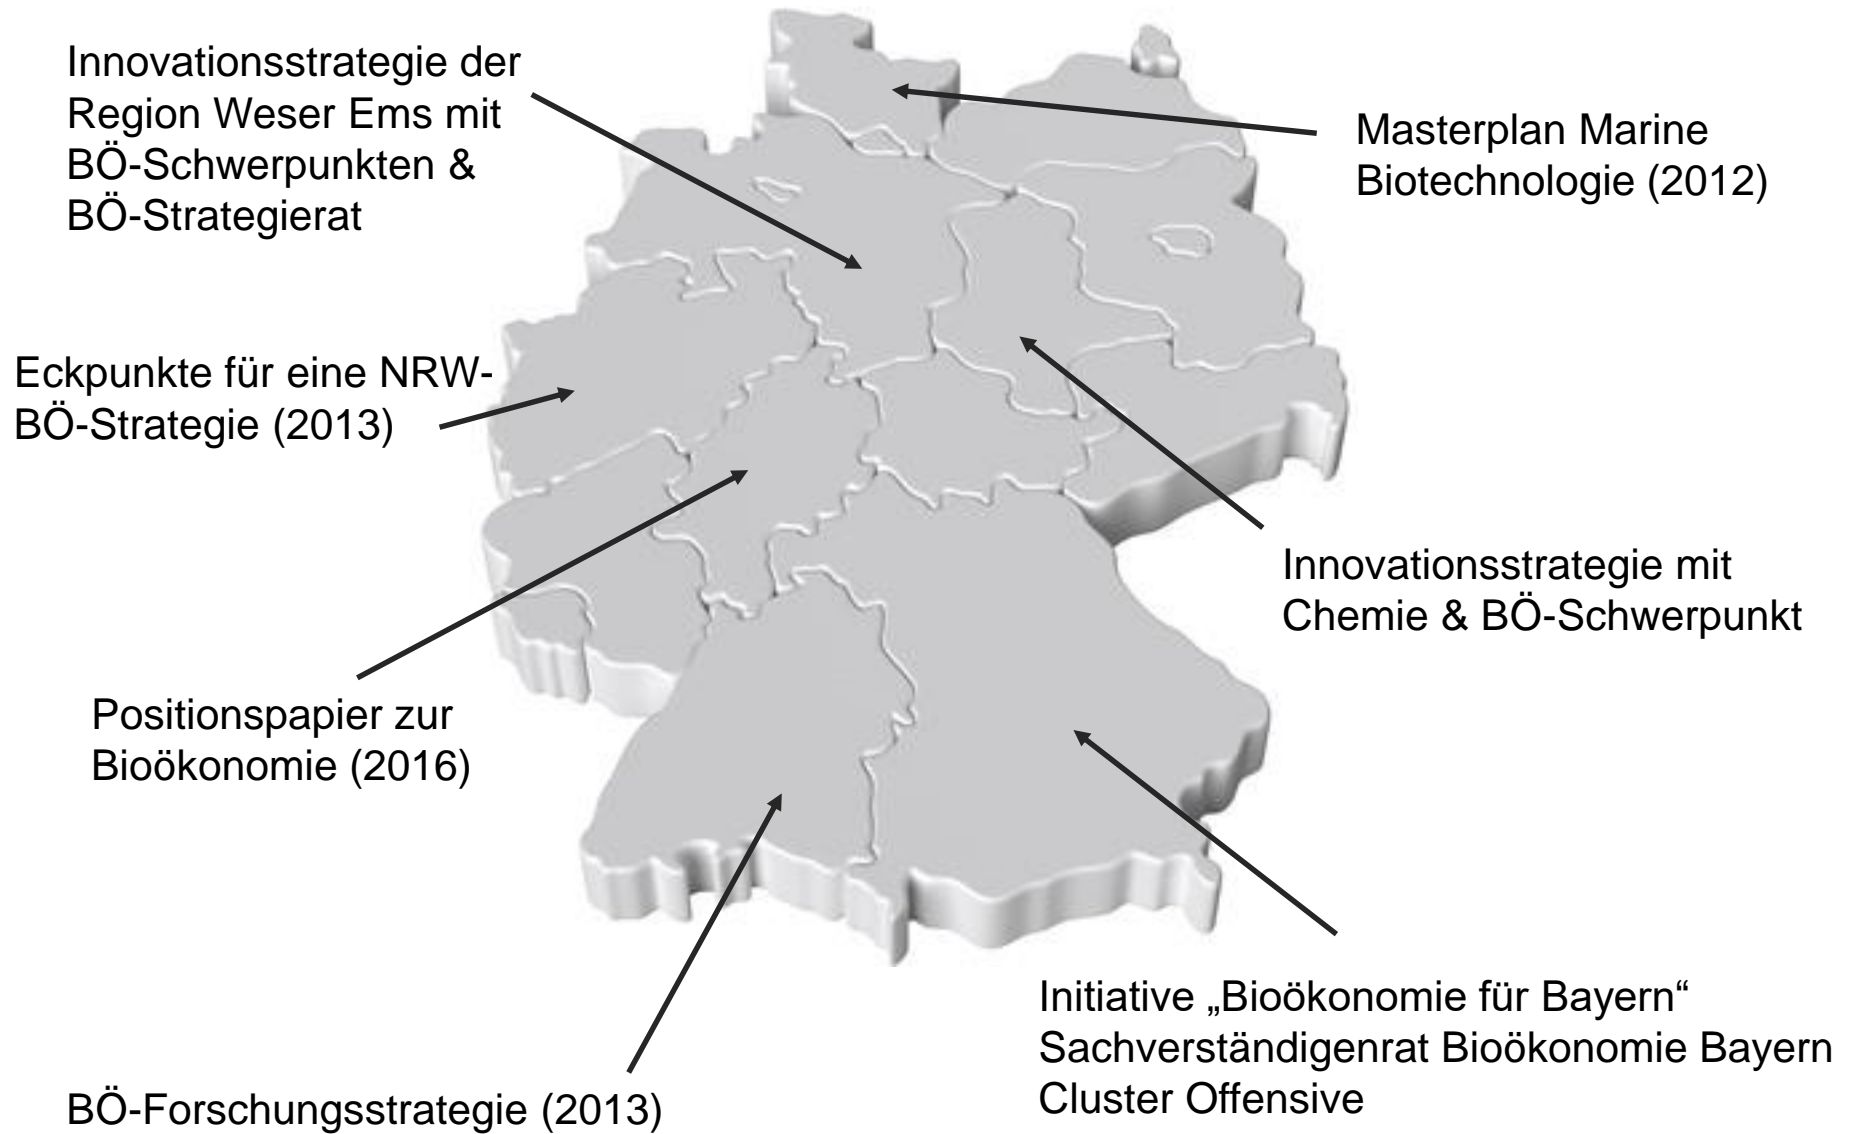 Innovationsstrategie der
Region Weser Ems mit
BÖ-Schwerpunkten &
BÖ-Strategierat
Masterplan Marine
Biotechnologie (2012)
Eckpunkte für eine NRW-
BÖ-Strategie (2013)
Innovationsstrategie mit
Chemie & BÖ-Schwerpunkt
Positionspapier zur
Bioökonomie (2016)
Initiative „Bioökonomie für Bayern“
Sachverständigenrat Bioökonomie Bayern
Cluster Offensive
BÖ-Forschungsstrategie (2013)